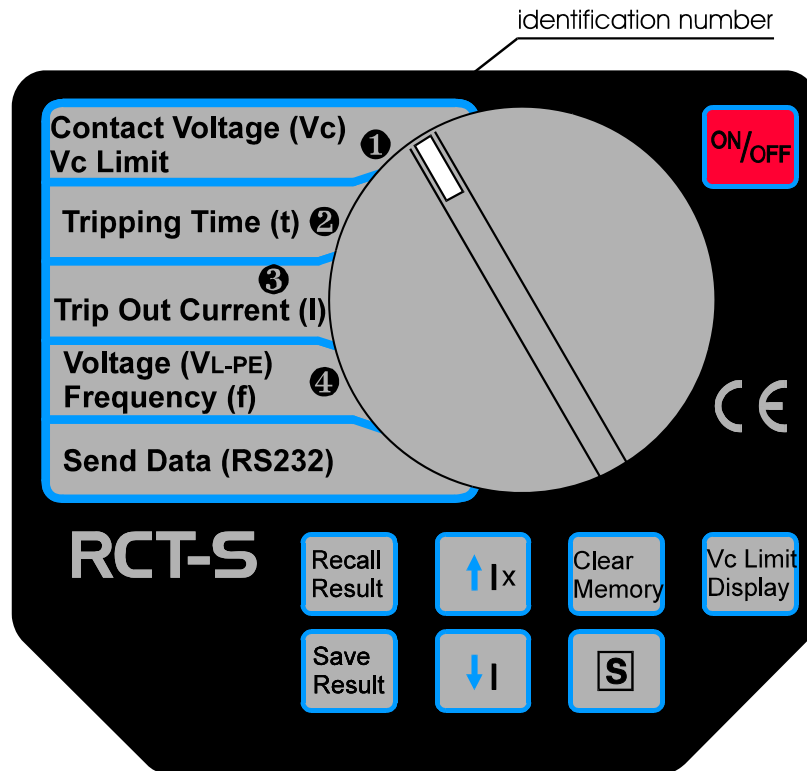 identification number
Contact Voltage (Vc)
Vc Limit
❶
Tripping Time (t) ❷
❸
Trip Out Current (I)
Voltage (VL-PE)
Frequency (f)
❹
Send Data (RS232)
ON/OFF
CE
RCT-S
Recall
Result
↑ Ix
Clear
Memory
Vc Limit
Display
Save
Result
↓ I
S